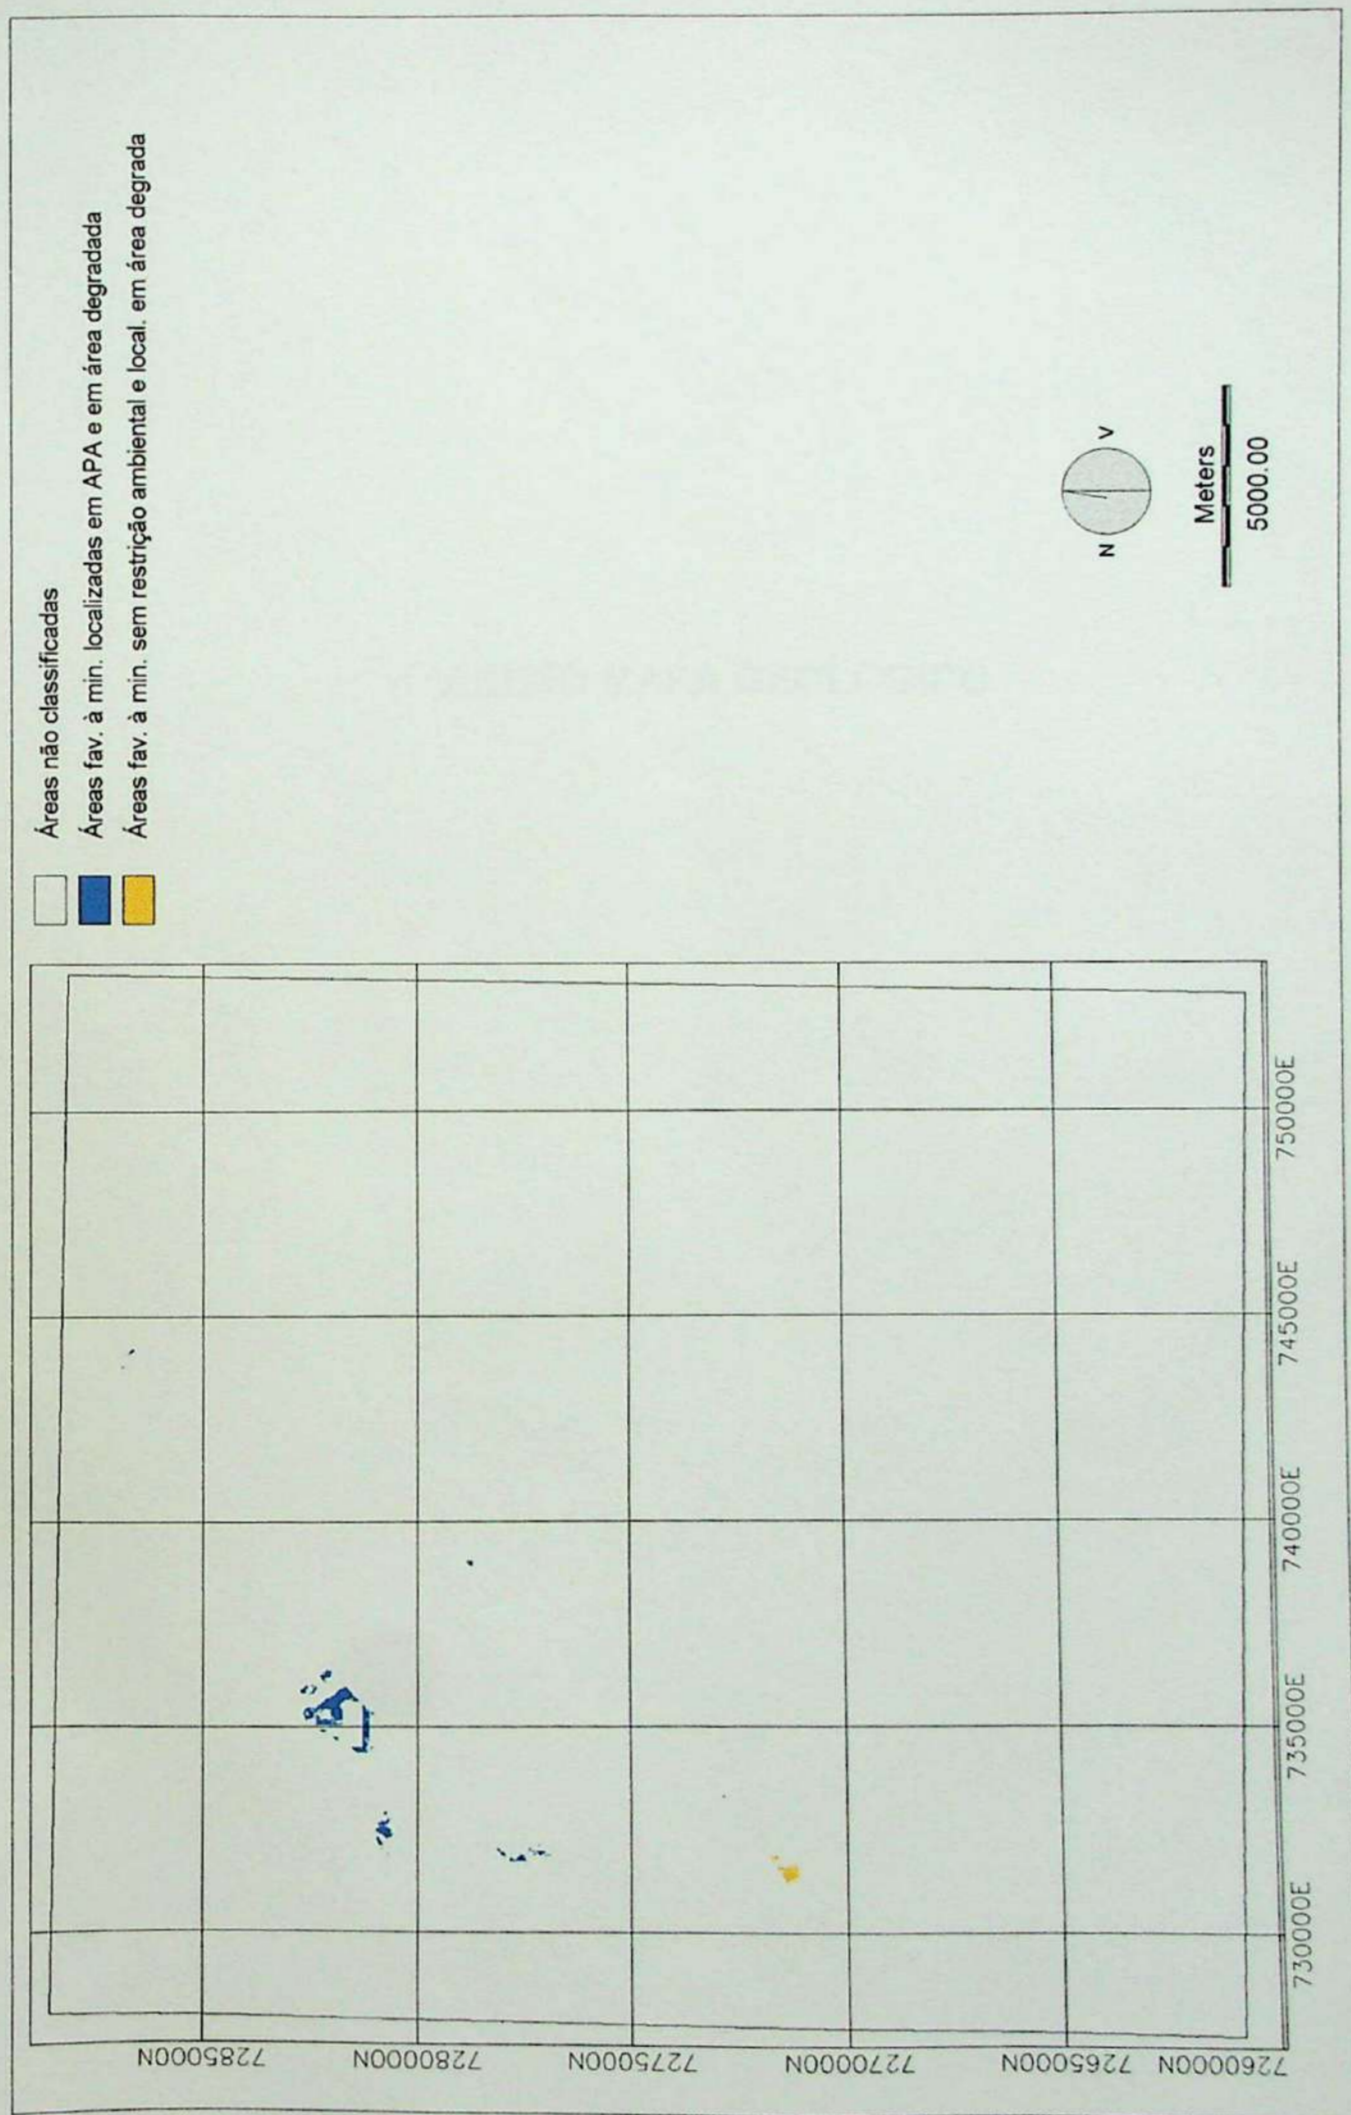 Áreas não classificadas
Áreas fav. à min. localizadas em APA e em área degradada
Áreas fav. à min. sem restrição ambiental e local. em área degrada
N
V
Meters
5000.00
7285000N
7280000N
7275000N
7270000N
7265000N
7260000N
730000E
735000E
740000E
745000E
750000E